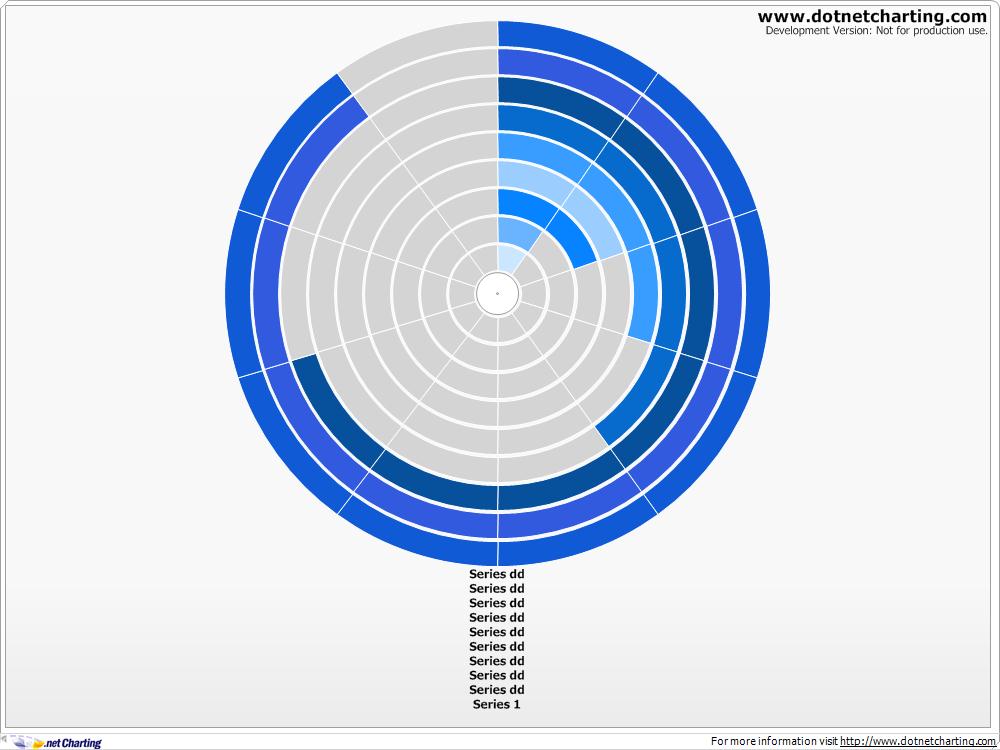 www.dotnetcharting.com
Development Version: Not for production use.
Series dd
Series dd
Series dd
Series dd
Series dd
Series dd
Series dd
Series dd
Series dd
Series 1
.net Charting
For more information visit http://www.dotnetcharting.com